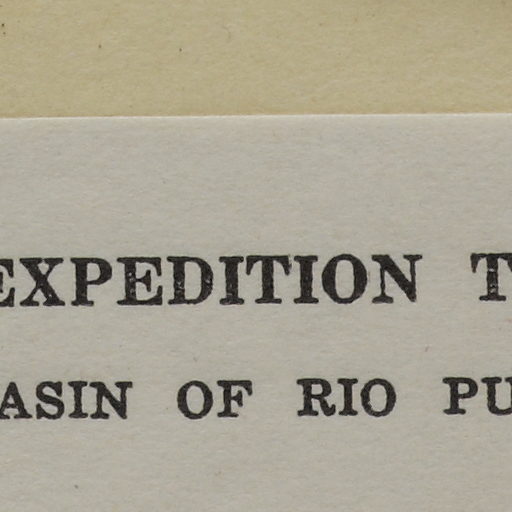 EXPEDITION T
ASIN OF RIO PU